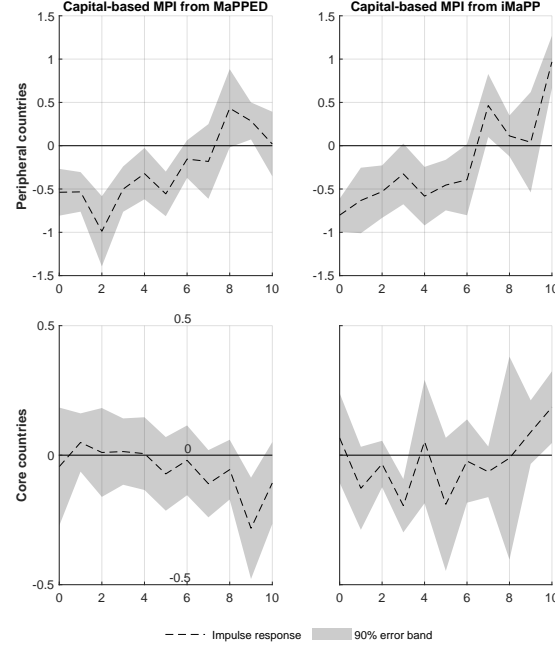 Capital-based MPI from MaPPED
Capital-based MPI from iMaPP
Peripheral countries
1.5
1
0.5
0
-0.5
-1
-1.5
0 2 4 6 8 10
1.5
1
0.5
0
-0.5
-1
-1.5
0 2 4 6 8 10
Core countries
0.5
0
-0.5
0 2 4 6 8 10
0.5
0
-0.5
0 2 4 6 8 10
Impulse response
90% error band